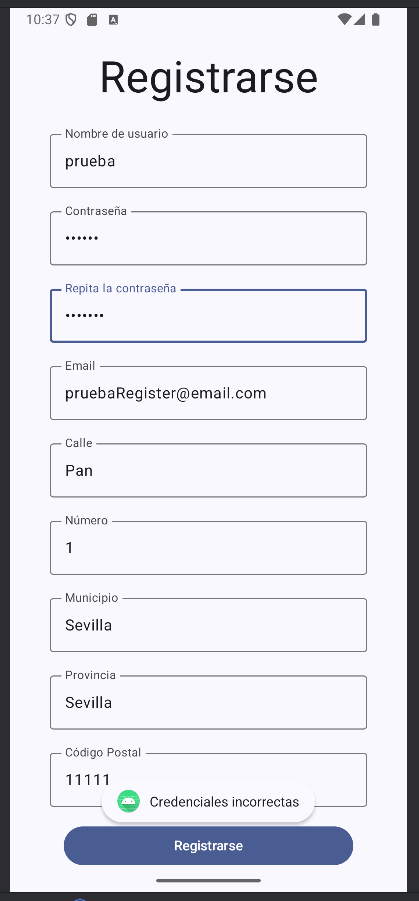 10:37
Registrarse
Nombre de usuario
prueba
Contraseña
••••••
Repita la contraseña
•••••••
Email
pruebaRegister@email.com
Calle
Pan
Número
1
Municipio
Sevilla
Provincia
Sevilla
Código Postal
11111
Credenciales incorrectas
Registrarse